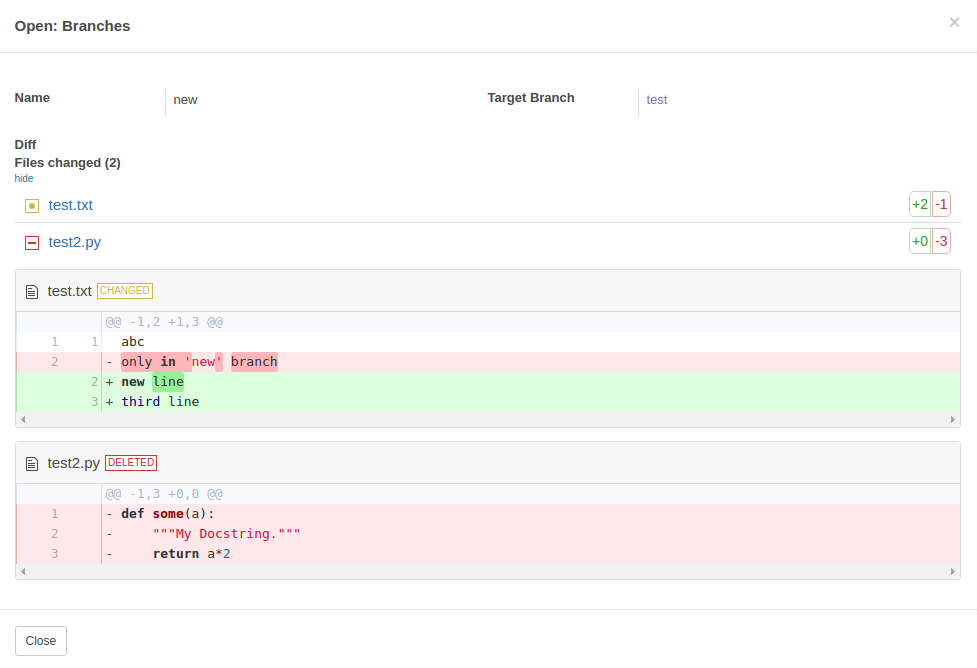 Open: Branches ×
Name new Target Branch test
Diff
Files changed (2)
hide
test.txt +2 -1
test2.py +0 -3
test.txt CHANGED
@@ -1,2 +1,3 @@
1 1 abc
2 - only in 'new' branch
2 + new line
3 + third line
test2.py DELETED
@@ -1,3 +0,0 @@
1 - def some(a):
2 -     """My Docstring."""
3 -     return a*2
Close